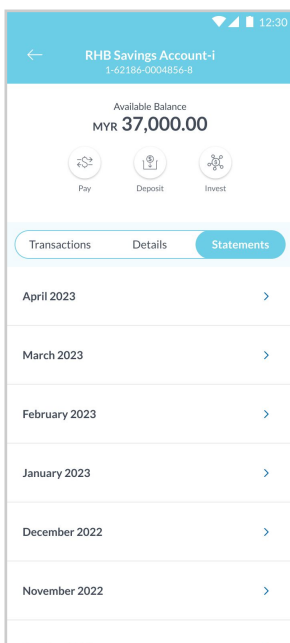 12:30
RHB Savings Account-i
1-62186-0004856-8
Available Balance
MYR 37,000.00
Pay Deposit Invest
Transactions Details Statements
April 2023
March 2023
February 2023
January 2023
December 2022
November 2022